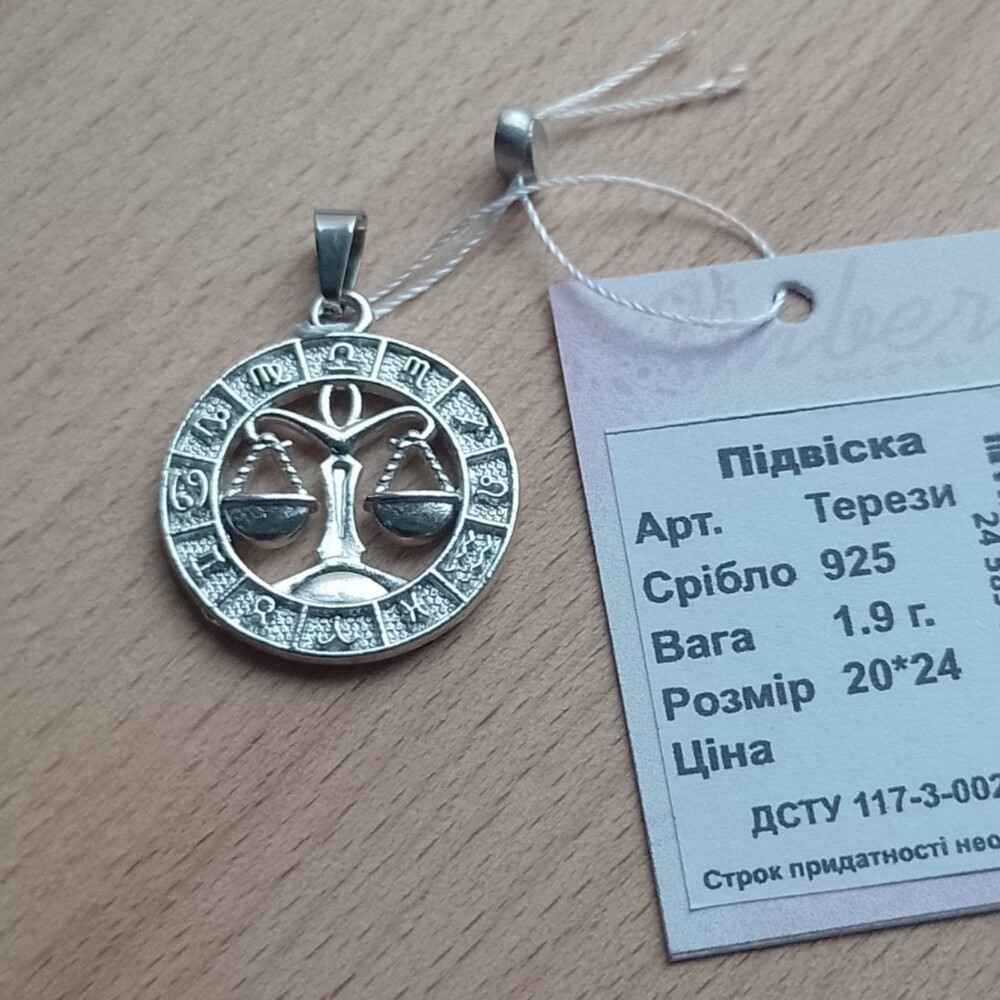 Підвіска
Арт. Терези
Срібло 925
Вага 1.9 г.
Розмір 20*24
Ціна
ДСТУ 117-3-002
Строк придатності